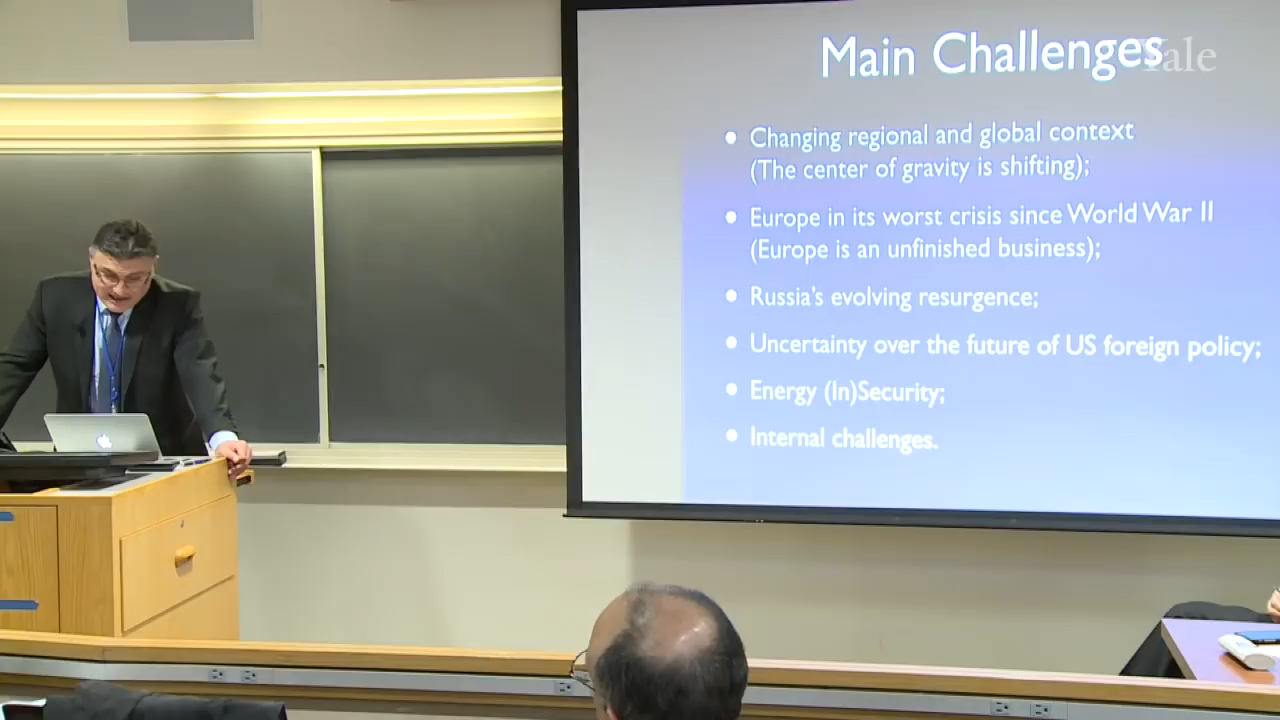 Main Challenges
Yale
• Changing regional and global context
(The center of gravity is shifting);
• Europe in its worst crisis since World War II
(Europe is an unfinished business);
• Russia's evolving resurgence;
• Uncertainty over the future of US foreign policy;
• Energy (In)Security;
• Internal challenges.